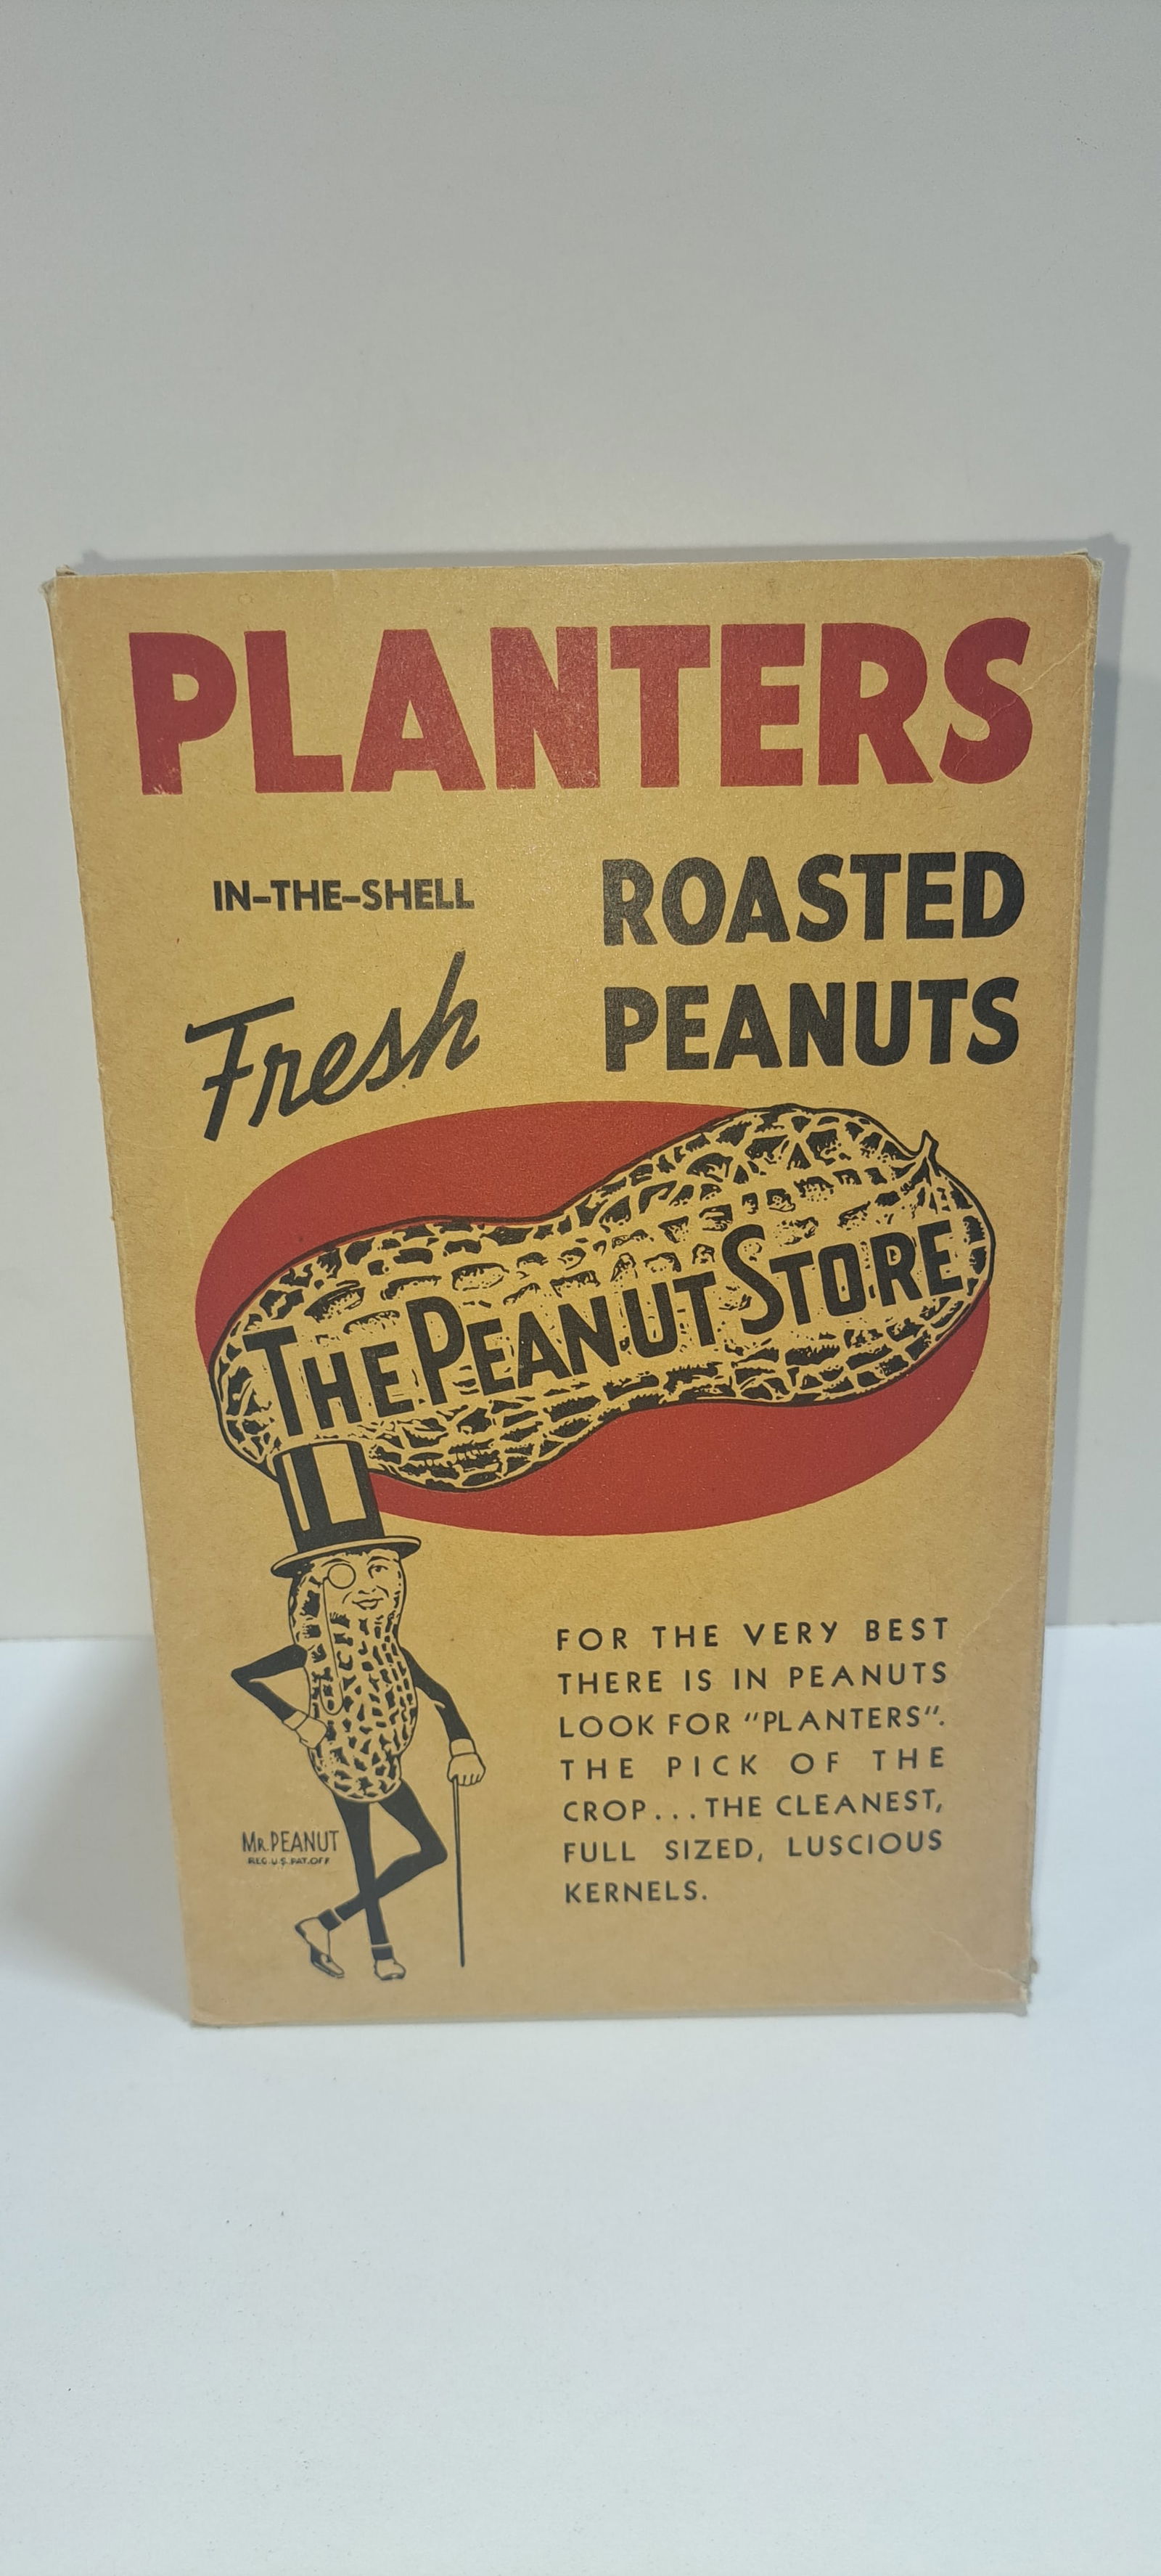 PLANTERS
IN-THE-SHELL
Fresh
ROASTED
PEANUTS
THE PEANUT STORE
FOR THE VERY BEST
THERE IS IN PEANUTS
LOOK FOR "PLANTERS".
THE PICK OF THE
CROP...THE CLEANEST,
FULL SIZED, LUSCIOUS
KERNELS.
MR. PEANUT
REG. U.S. PAT. OFF